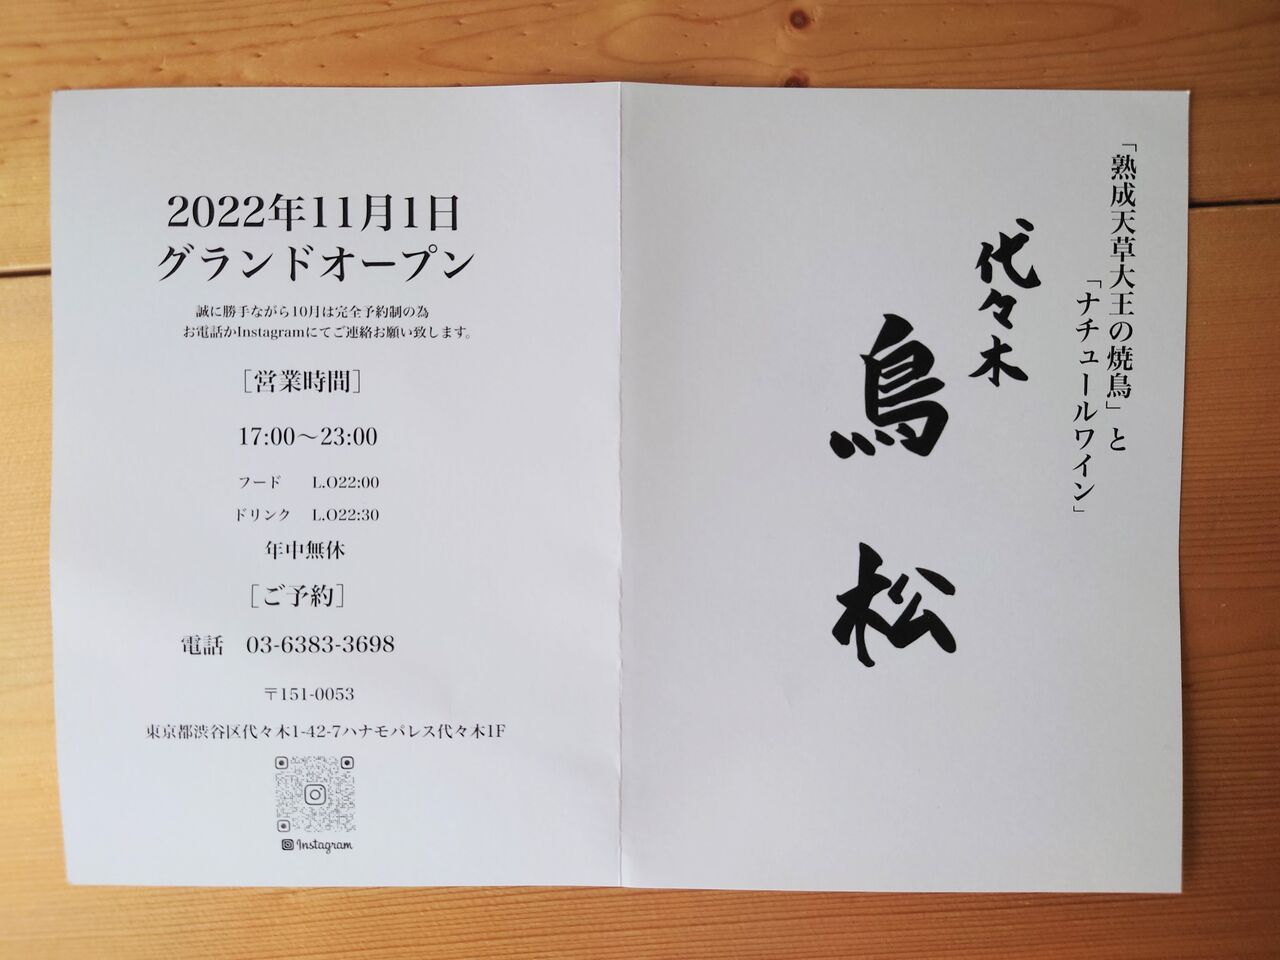 「熟成天草大王の焼鳥」と
「ナチュールワイン」
代々木
鳥松
2022年11月1日
グランドオープン
誠に勝手ながら10月は完全予約制の為
お電話かInstagramにてご連絡お願い致します。
［営業時間］
17:00〜23:00
フード L.O22:00
ドリンク L.O22:30
年中無休
［ご予約］
電話 03-6383-3698
〒151-0053
東京都渋谷区代々木1-42-7ハナモパレス代々木1F
Instagram